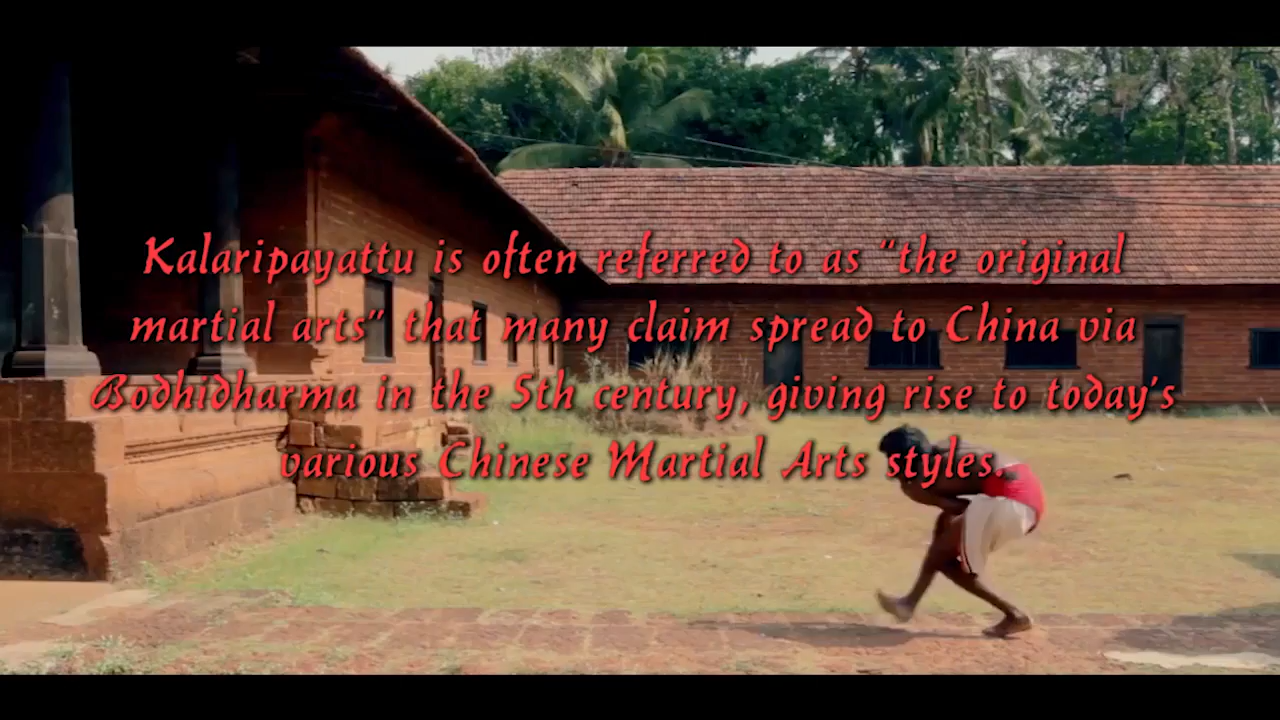 Kalaripayattu is often referred to as "the original
martial arts" that many claim spread to China via
Bodhidharma in the 5th century, giving rise to today's
various Chinese Martial Arts styles.